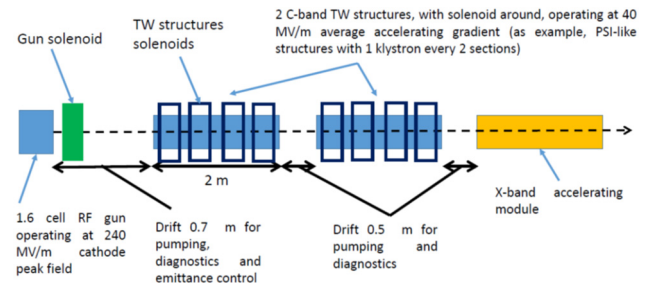 Gun solenoid
TW structures
solenoids
2 C-band TW structures, with solenoid around, operating at 40
MV/m average accelerating gradient (as example, PSI-like
structures with 1 klystron every 2 sections)
2 m
1.6 cell RF gun
operating at 240
MV/m cathode
peak field
Drift 0.7 m for
pumping,
diagnostics and
emittance control
Drift 0.5 m for
pumping and
diagnostics
X-band accelerating
module